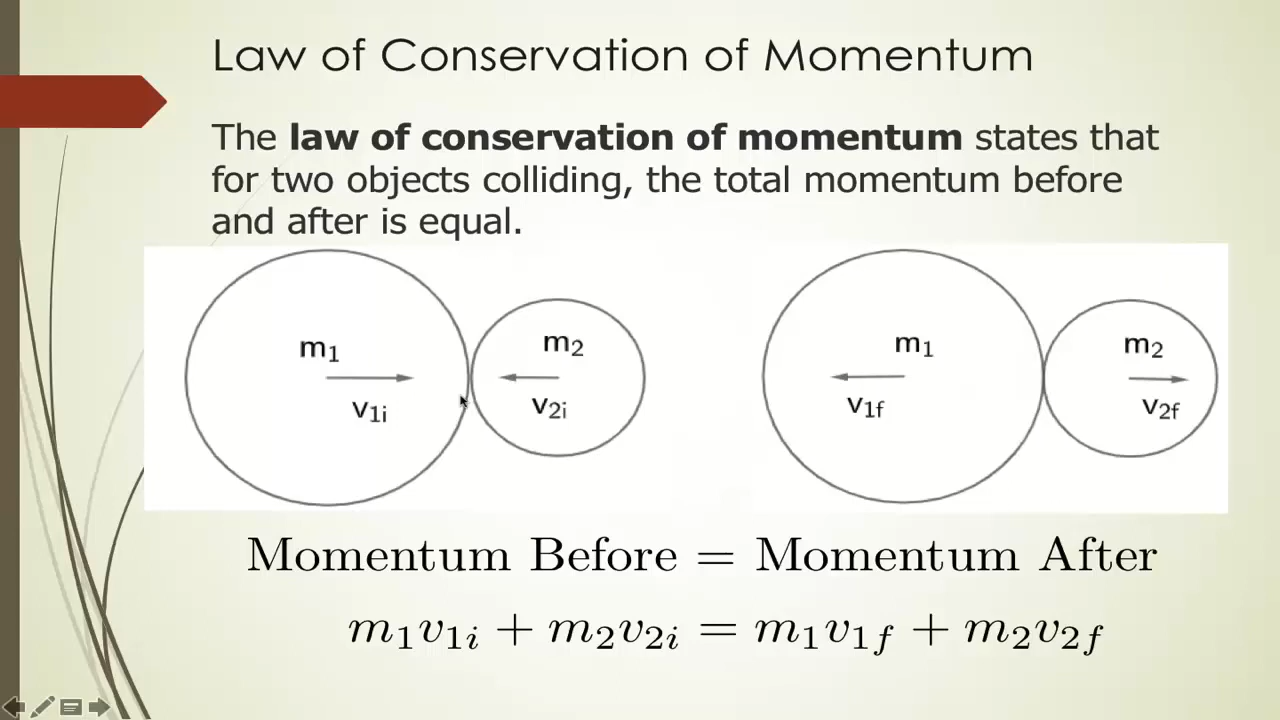 Law of Conservation of Momentum
The law of conservation of momentum states that
for two objects colliding, the total momentum before
and after is equal.
m₁
v₁i
m₂
v₂i
m₁
v₁f
m₂
v₂f
Momentum Before = Momentum After
m₁v₁i + m₂v₂i = m₁v₁f + m₂v₂f